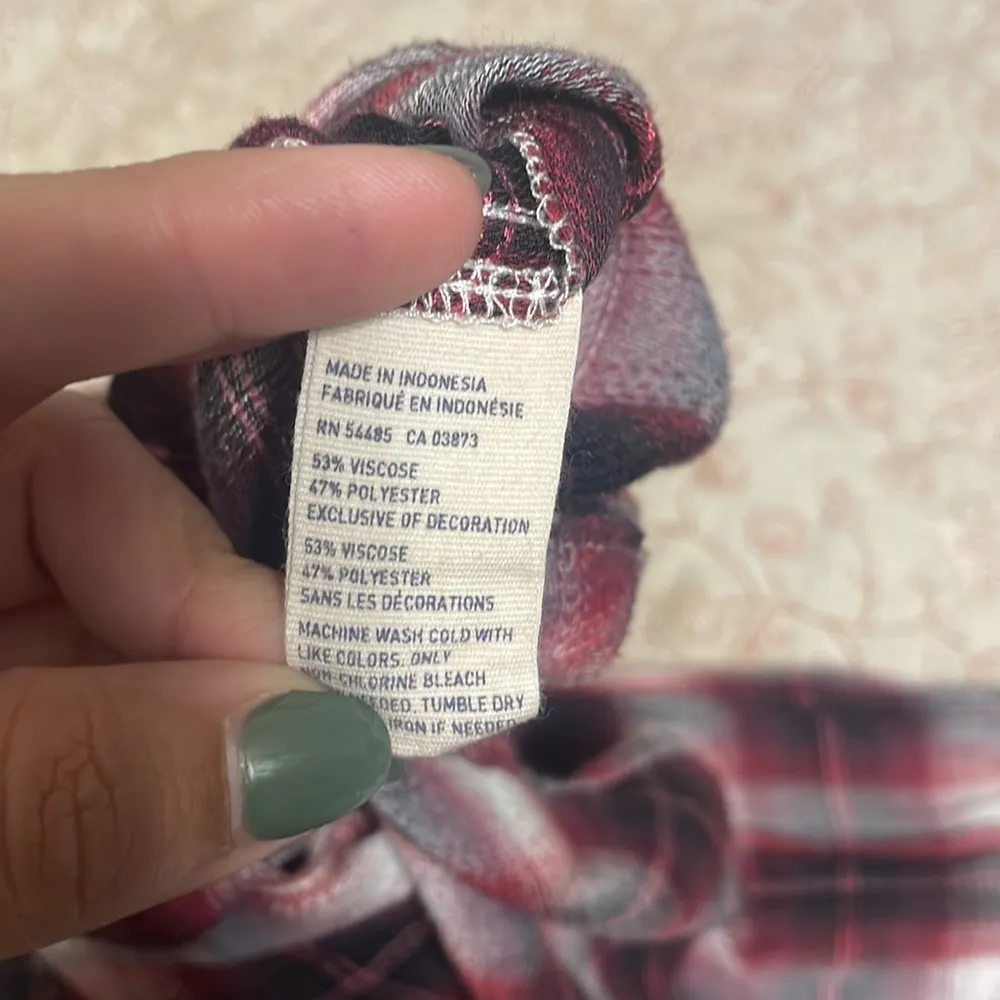 MADE IN INDONESIA
FABRIQUÉ EN INDONÉSIE
RN 54485 CA 03873
53% VISCOSE
47% POLYESTER
EXCLUSIVE OF DECORATION
53% VISCOSE
47% POLYESTER
SANS LES DÉCORATIONS
MACHINE WASH COLD WITH
LIKE COLORS. ONLY
CHLORINE BLEACH
TUMBLE DRY
IRON IF NEEDED